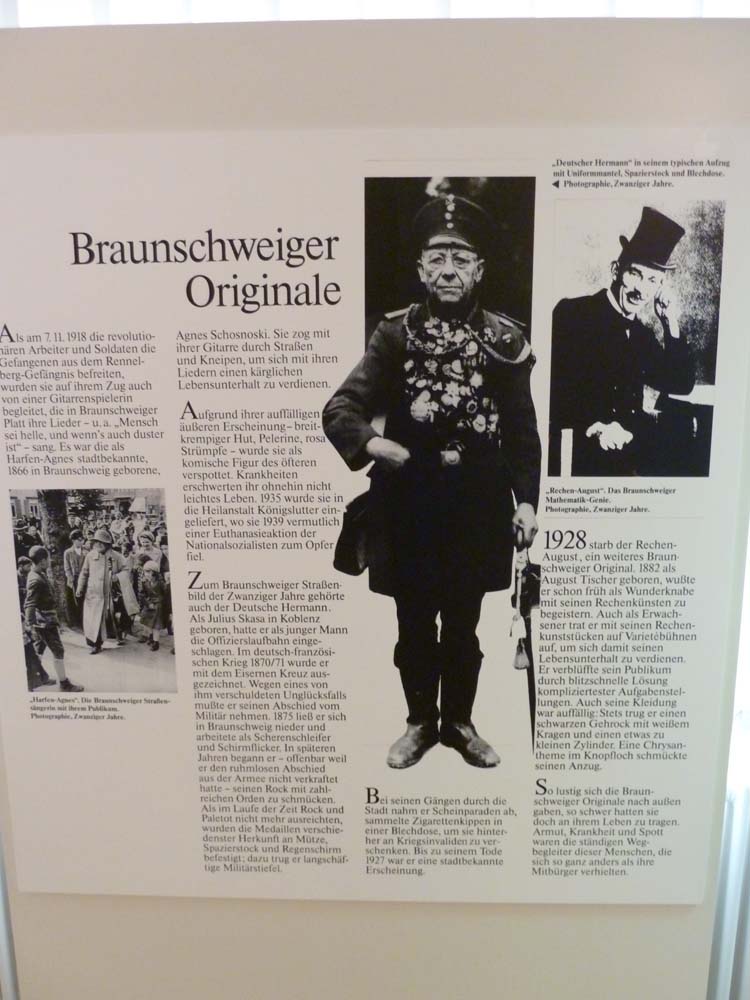 Braunschweiger
Originale
Als am 7. 11. 1918 die revolutio-
nären Arbeiter und Soldaten die
Gefangenen aus dem Rennel-
berg-Gefängnis befreiten,
wurden sie auf ihrem Zug auch
von einer Gitarrenspielerin
begleitet, die in Braunschweiger
Platt ihre Lieder – u. a. „Mensch
sei helle, und wenn's auch duster
ist“ – sang. Es war die als
Harfen-Agnes stadtbekannte,
1866 in Braunschweig geborene,
„Harfen-Agnes“. Die Braunschweiger Straßen-
sängerin mit ihrem Publikum.
Photographie, Zwanziger Jahre.
Agnes Schosnoski. Sie zog mit
ihrer Gitarre durch Straßen
und Kneipen, um sich mit ihren
Liedern einen kärglichen
Lebensunterhalt zu verdienen.
Aufgrund ihrer auffälligen
äußeren Erscheinung – breit-
krempiger Hut, Pelerine, rosa
Strümpfe – wurde sie als
komische Figur des öfteren
verspottet. Krankheiten
erschwerten ihr ohnehin nicht
leichtes Leben. 1935 wurde sie in
die Heilanstalt Königslutter ein-
geliefert, wo sie 1939 vermutlich
einer Euthanasieaktion der
Nationalsozialisten zum Opfer
fiel.
Zum Braunschweiger Straßen-
bild der Zwanziger Jahre gehörte
auch der Deutsche Hermann.
Als Julius Skasa in Koblenz
geboren, hatte er als junger Mann
die Offizierslaufbahn einge-
schlagen. Im deutsch-französi-
schen Krieg 1870/71 wurde er
mit dem Eisernen Kreuz aus-
gezeichnet. Wegen eines von
ihm verschuldeten Unglücksfalls
mußte er seinen Abschied vom
Militär nehmen. 1875 ließ er sich
in Braunschweig nieder und
arbeitete als Scherenschleifer
und Schirmflicker. In späteren
Jahren begann er – offenbar weil
er den ruhmlosen Abschied
aus der Armee nicht verkraftet
hatte – seinen Rock mit zahl-
reichen Orden zu schmücken.
Als im Laufe der Zeit Rock und
Paletot nicht mehr ausreichten,
wurden die Medaillen verschie-
denster Herkunft an Mütze,
Spazierstock und Regenschirm
befestigt; dazu trug er langschäf-
tige Militärstiefel.
Bei seinen Gängen durch die
Stadt nahm er Scheinparaden ab,
sammelte Zigarettenkippen in
einer Blechdose, um sie hinter-
her an Kriegsinvaliden zu ver-
schenken. Bis zu seinem Tode
1927 war er eine stadtbekannte
Erscheinung.
„Deutscher Hermann“ in seinem typischen Aufzug
mit Uniformmantel, Spazierstock und Blechdose.
◀ Photographie, Zwanziger Jahre.
„Rechen-August“. Das Braunschweiger
Mathematik-Genie.
Photographie, Zwanziger Jahre.
1928 starb der Rechen-
August, ein weiteres Braun-
schweiger Original. 1882 als
August Tischer geboren, wußte
er schon früh als Wunderknabe
mit seinen Rechenkünsten zu
begeistern. Auch als Erwach-
sener trat er mit seinen Rechen-
kunststücken auf Varietébühnen
auf, um sich damit seinen
Lebensunterhalt zu verdienen.
Er verblüffte sein Publikum
durch blitzschnelle Lösung
kompliziertester Aufgabenstel-
lungen. Auch seine Kleidung
war auffällig: Stets trug er einen
schwarzen Gehrock mit weißem
Kragen und einen etwas zu
kleinen Zylinder. Eine Chrysan-
theme im Knopfloch schmückte
seinen Anzug.
So lustig sich die Braun-
schweiger Originale nach außen
gaben, so schwer hatten sie
doch an ihrem Leben zu tragen.
Armut, Krankheit und Spott
waren die ständigen Weg-
begleiter dieser Menschen, die
sich so ganz anders als ihre
Mitbürger verhielten.